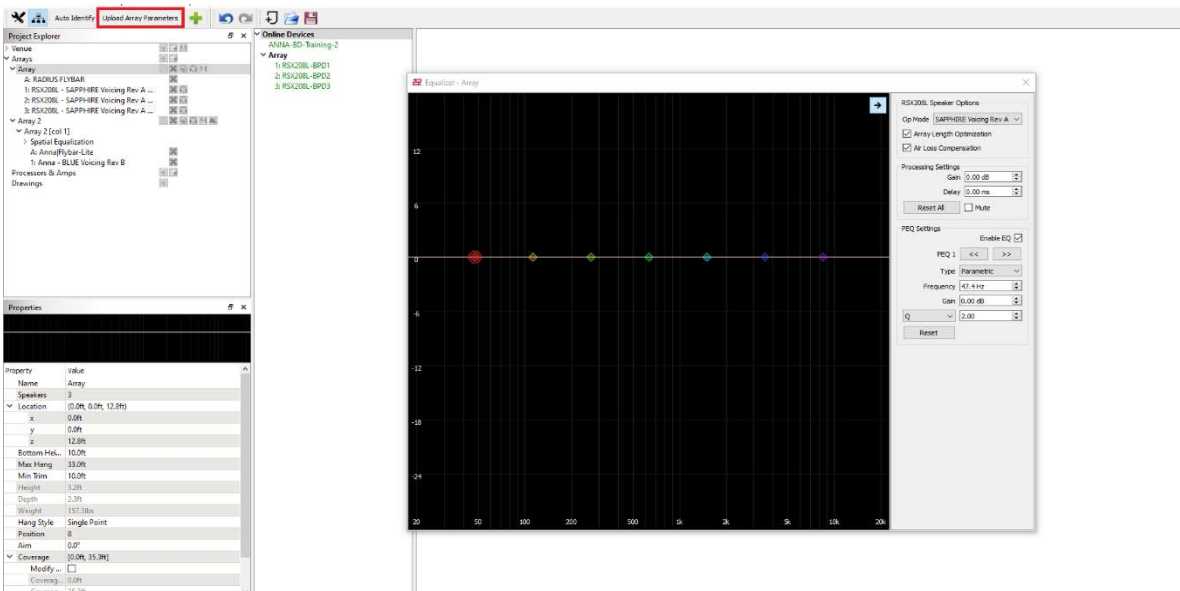 Auto Identify Upload Array Parameters
Project Explorer
Venue
Arrays
Array
A: RADIUS FLYBAR
1: RSX208L - SAPPHIRE Voicing Rev A ...
2: RSX208L - SAPPHIRE Voicing Rev A ...
3: RSX208L - SAPPHIRE Voicing Rev A ...
Array 2
Array 2 [col 1]
Spatial Equalization
A: Anna|Flybar-Lite
1: Anna - BLUE Voicing Rev B
Processors & Amps
Drawings
Properties
Property Value
Name Array
Speakers 3
Location (0.0ft, 0.0ft, 12.8ft)
x 0.0ft
y 0.0ft
z 12.8ft
Bottom Hei... 10.0ft
Max Hang 33.0ft
Min Trim 10.0ft
Height 3.2ft
Depth 2.3ft
Weight 157.5lbs
Hang Style Single Point
Position 8
Aim 0.0°
Coverage [0.0ft, 35.3ft]
Modify ...
Coverag... 0.0ft
Online Devices
ANNA-BD-Training-2
Array
1: RSX208L-BPD1
2: RSX208L-BPD2
3: RSX208L-BPD3
Equalizer - Array
12
6
0
-6
-12
-18
-24
20 50 100 200 500 1k 2k 5k 10k 20k
RSX208L Speaker Options
Op Mode SAPPHIRE Voicing Rev A
Array Length Optimization
Air Loss Compensation
Processing Settings
Gain 0.00 dB
Delay 0.00 ms
Reset All Mute
PEQ Settings
Enable EQ
PEQ 1 << >>
Type Parametric
Frequency 47.4 Hz
Gain 0.00 dB
Q 2.00
Reset